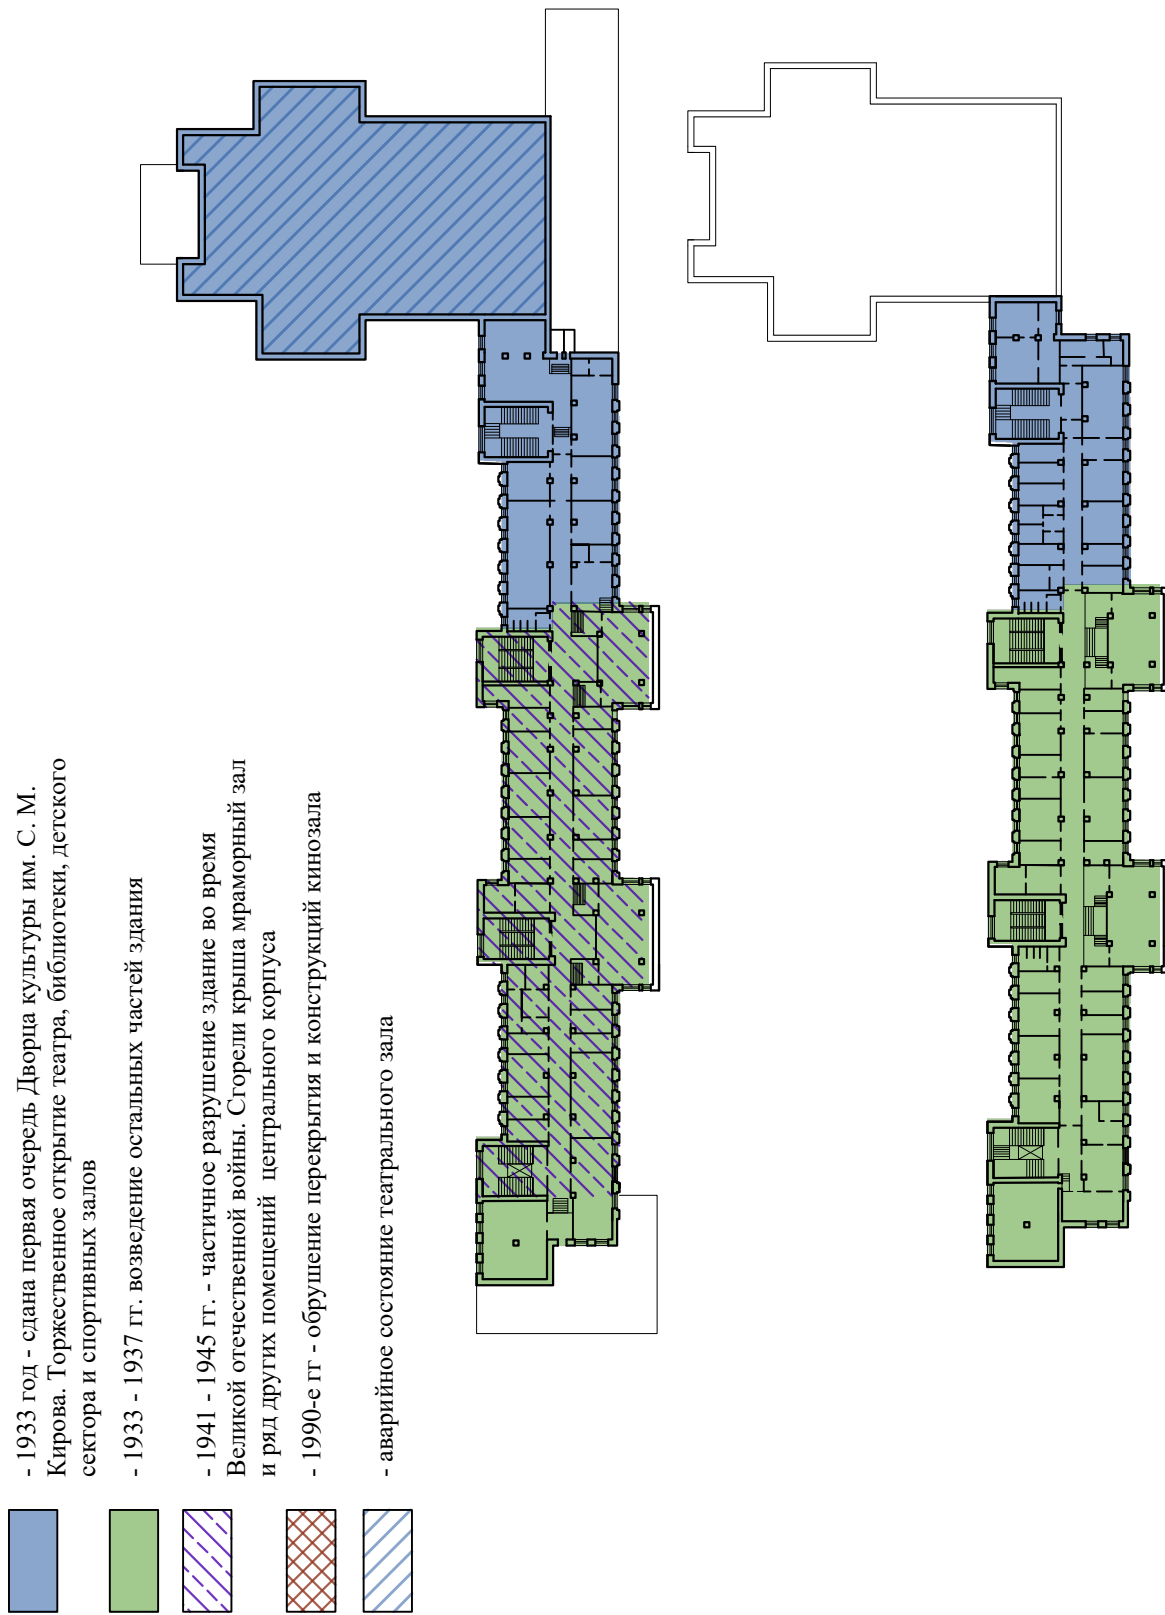 - 1933 год - сдана первая очередь Дворца культуры им. С. М.
Кирова. Торжественное открытие театра, библиотеки, детского
сектора и спортивных залов
- 1933 - 1937 гг. возведение остальных частей здания
- 1941 - 1945 гг. - частичное разрушение здание во время
Великой отечественной войны. Сгорели крыша мраморный зал
и ряд других помещений центрального корпуса
- 1990-е гг - обрушение перекрытия и конструкций кинозала
- аварийное состояние театрального зала